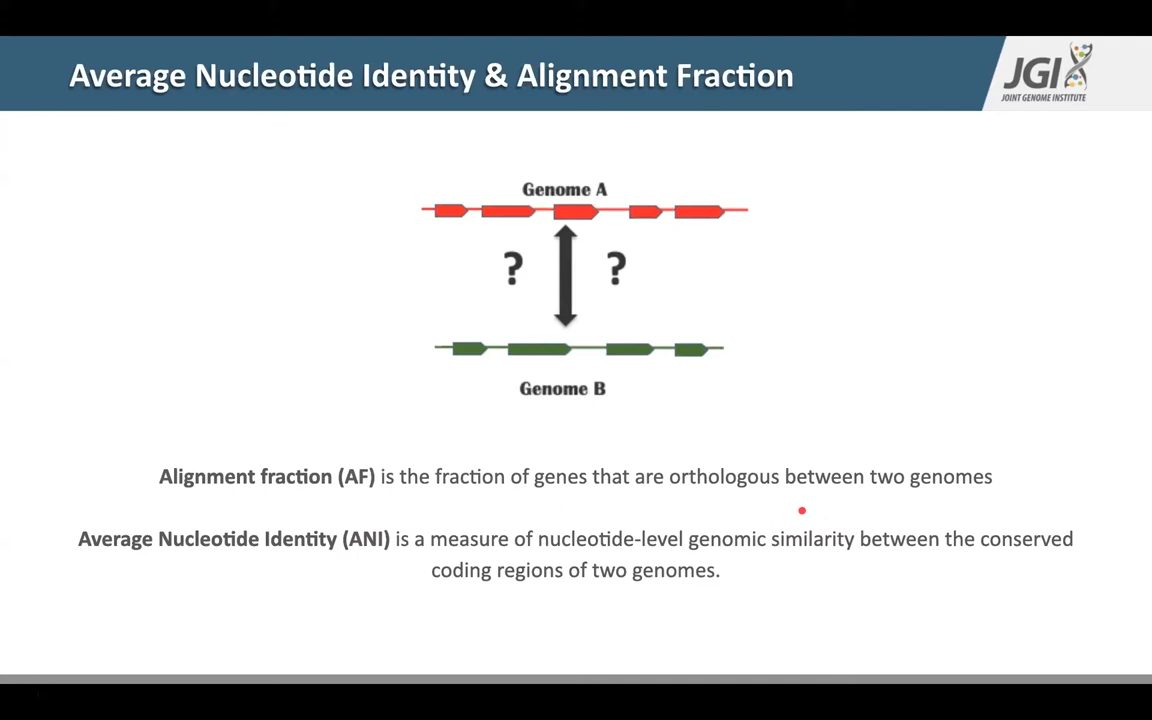 Average Nucleotide Identity & Alignment Fraction
JGI
JOINT GENOME INSTITUTE
Genome A
? ?
Genome B
Alignment fraction (AF) is the fraction of genes that are orthologous between two genomes
Average Nucleotide Identity (ANI) is a measure of nucleotide-level genomic similarity between the conserved
coding regions of two genomes.